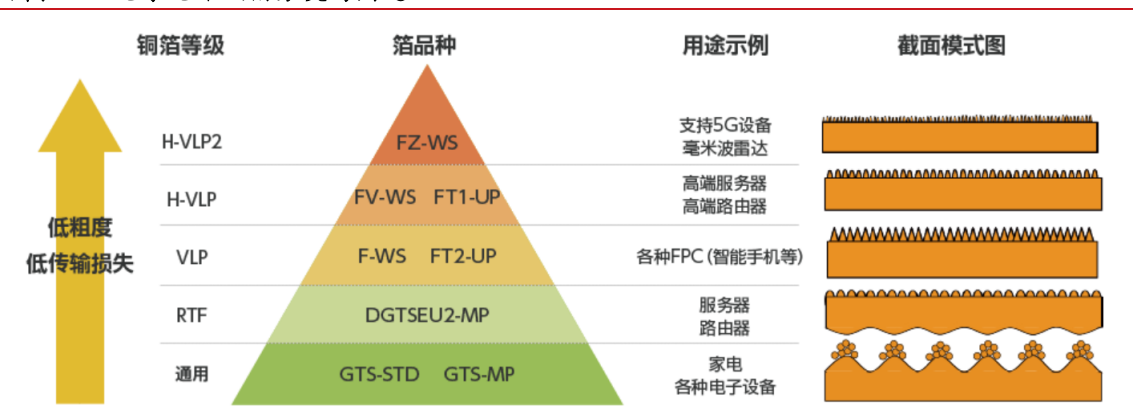 铜箔等级 箔品种 用途示例 截面模式图
H-VLP2 FZ-WS 支持5G设备
毫米波雷达
H-VLP FV-WS FT1-UP 高端服务器
高端路由器
低粗度
低传输损失
VLP F-WS FT2-UP 各种FPC (智能手机等)
RTF DGTSEU2-MP 服务器
路由器
通用 GTS-STD GTS-MP 家电
各种电子设备